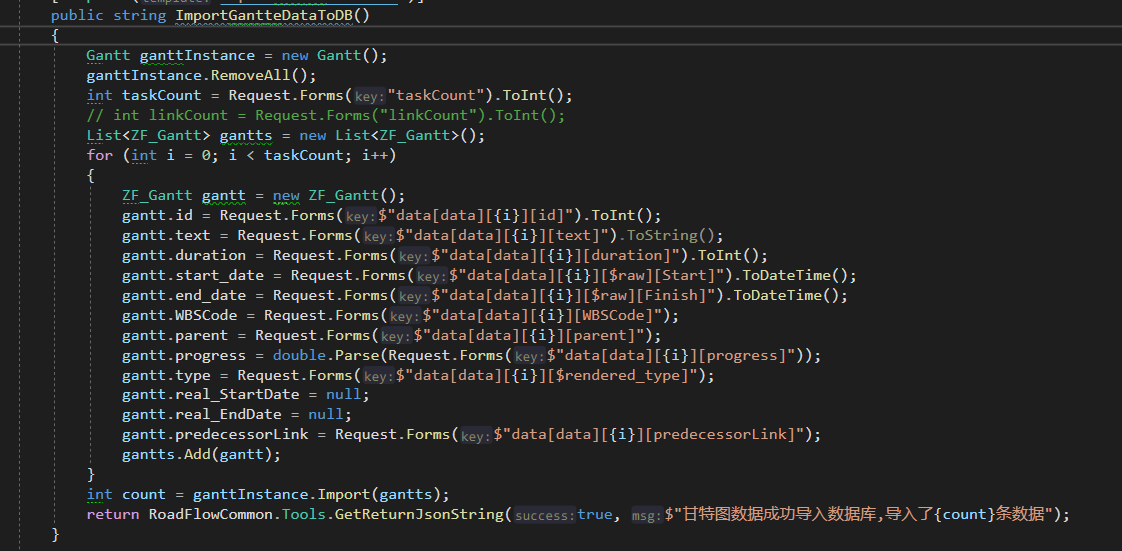 public string ImportGantteDataToDB()
{
Gantt ganttInstance = new Gantt();
ganttInstance.RemoveAll();
int taskCount = Request.Forms(key:"taskCount").ToInt();
// int linkCount = Request.Forms("linkCount").ToInt();
List<ZF_Gantt> gantts = new List<ZF_Gantt>();
for (int i = 0; i < taskCount; i++)
{
ZF_Gantt gantt = new ZF_Gantt();
gantt.id = Request.Forms(key:$"data[data][{i}][id]").ToInt();
gantt.text = Request.Forms(key:$"data[data][{i}][text]").ToString();
gantt.duration = Request.Forms(key:$"data[data][{i}][duration]").ToInt();
gantt.start_date = Request.Forms(key:$"data[data][{i}][$raw][Start]").ToDateTime();
gantt.end_date = Request.Forms(key:$"data[data][{i}][$raw][Finish]").ToDateTime();
gantt.WBSCode = Request.Forms(key:$"data[data][{i}][WBSCode]");
gantt.parent = Request.Forms(key:$"data[data][{i}][parent]");
gantt.progress = double.Parse(Request.Forms(key:$"data[data][{i}][progress]"));
gantt.type = Request.Forms(key:$"data[data][{i}][$rendered_type]");
gantt.real_StartDate = null;
gantt.real_EndDate = null;
gantt.predecessorLink = Request.Forms(key:$"data[data][{i}][predecessorLink]");
gantts.Add(gantt);
}
int count = ganttInstance.Import(gantts);
return RoadFlowCommon.Tools.GetReturnJsonString(success:true, msg:$"甘特图数据成功导入数据库,导入了{count}条数据");
}